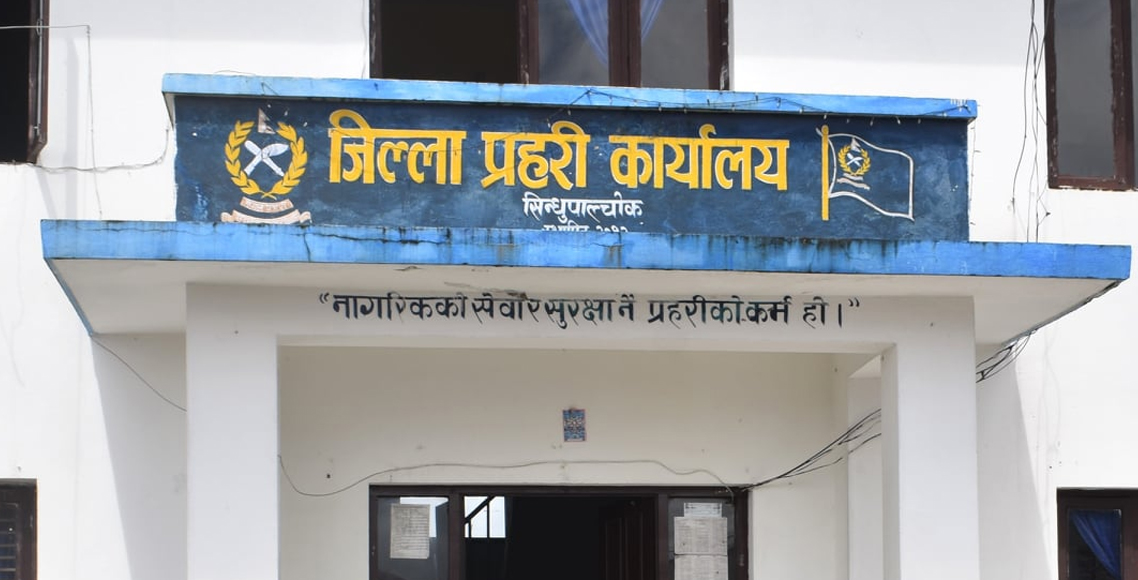 जिल्ला प्रहरी कार्यालय
सिन्धुपाल्चोक
"नागरिकको सेवा र सुरक्षा नै प्रहरीको कर्म हो।"